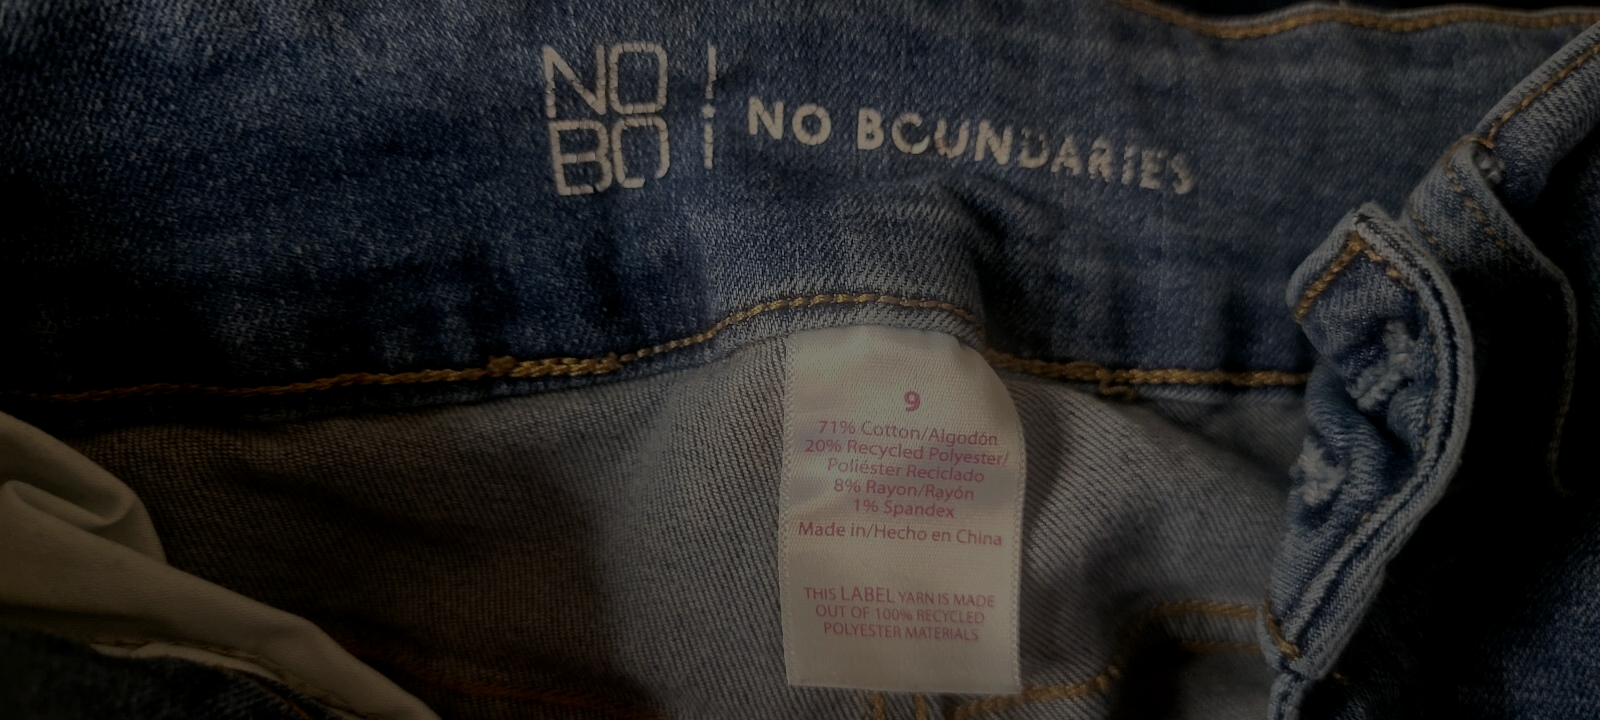 NO
BO
NO BOUNDARIES
9
71% Cotton/Algodón
20% Recycled Polyester/
Poliéster Reciclado
8% Rayon/Rayón
1% Spandex
Made in/Hecho en China
THIS LABEL YARN IS MADE
OUT OF 100% RECYCLED
POLYESTER MATERIALS